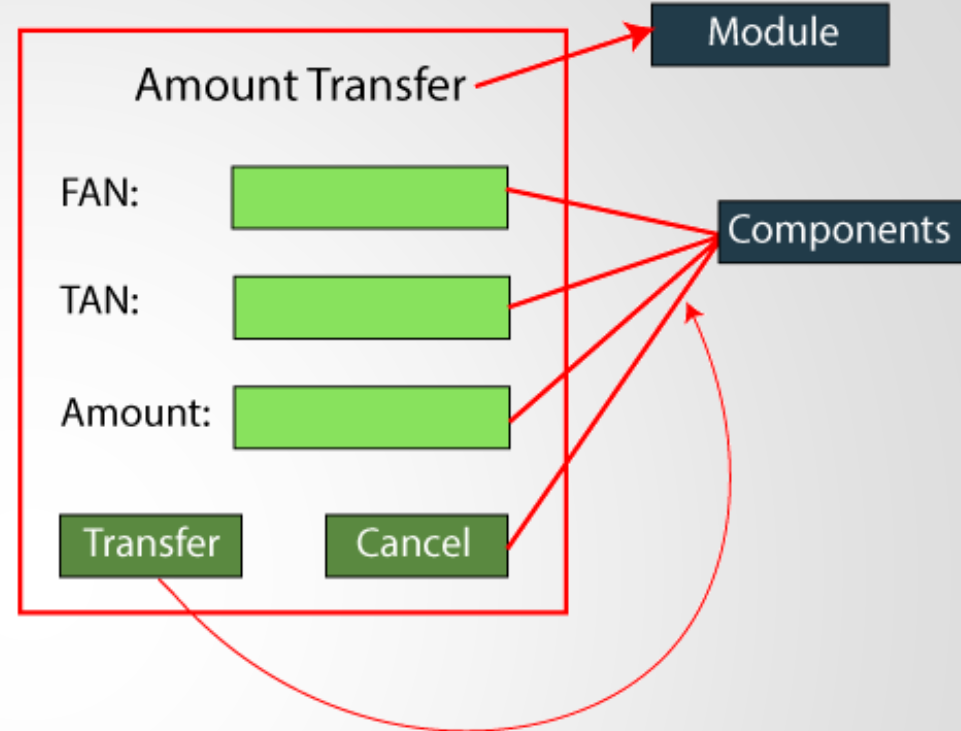 Module
Amount Transfer
FAN:
Components
TAN:
Amount:
Transfer
Cancel